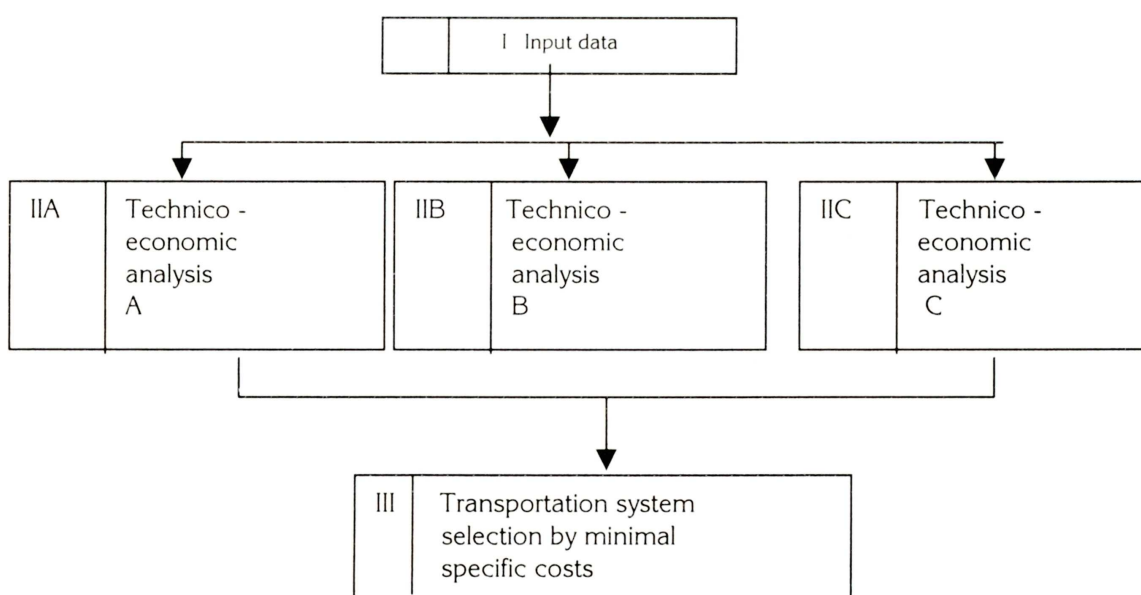 I Input data
IIA
Technico -
economic
analysis
A
IIB
Technico -
economic
analysis
B
IIC
Technico -
economic
analysis
C
III
Transportation system
selection by minimal
specific costs